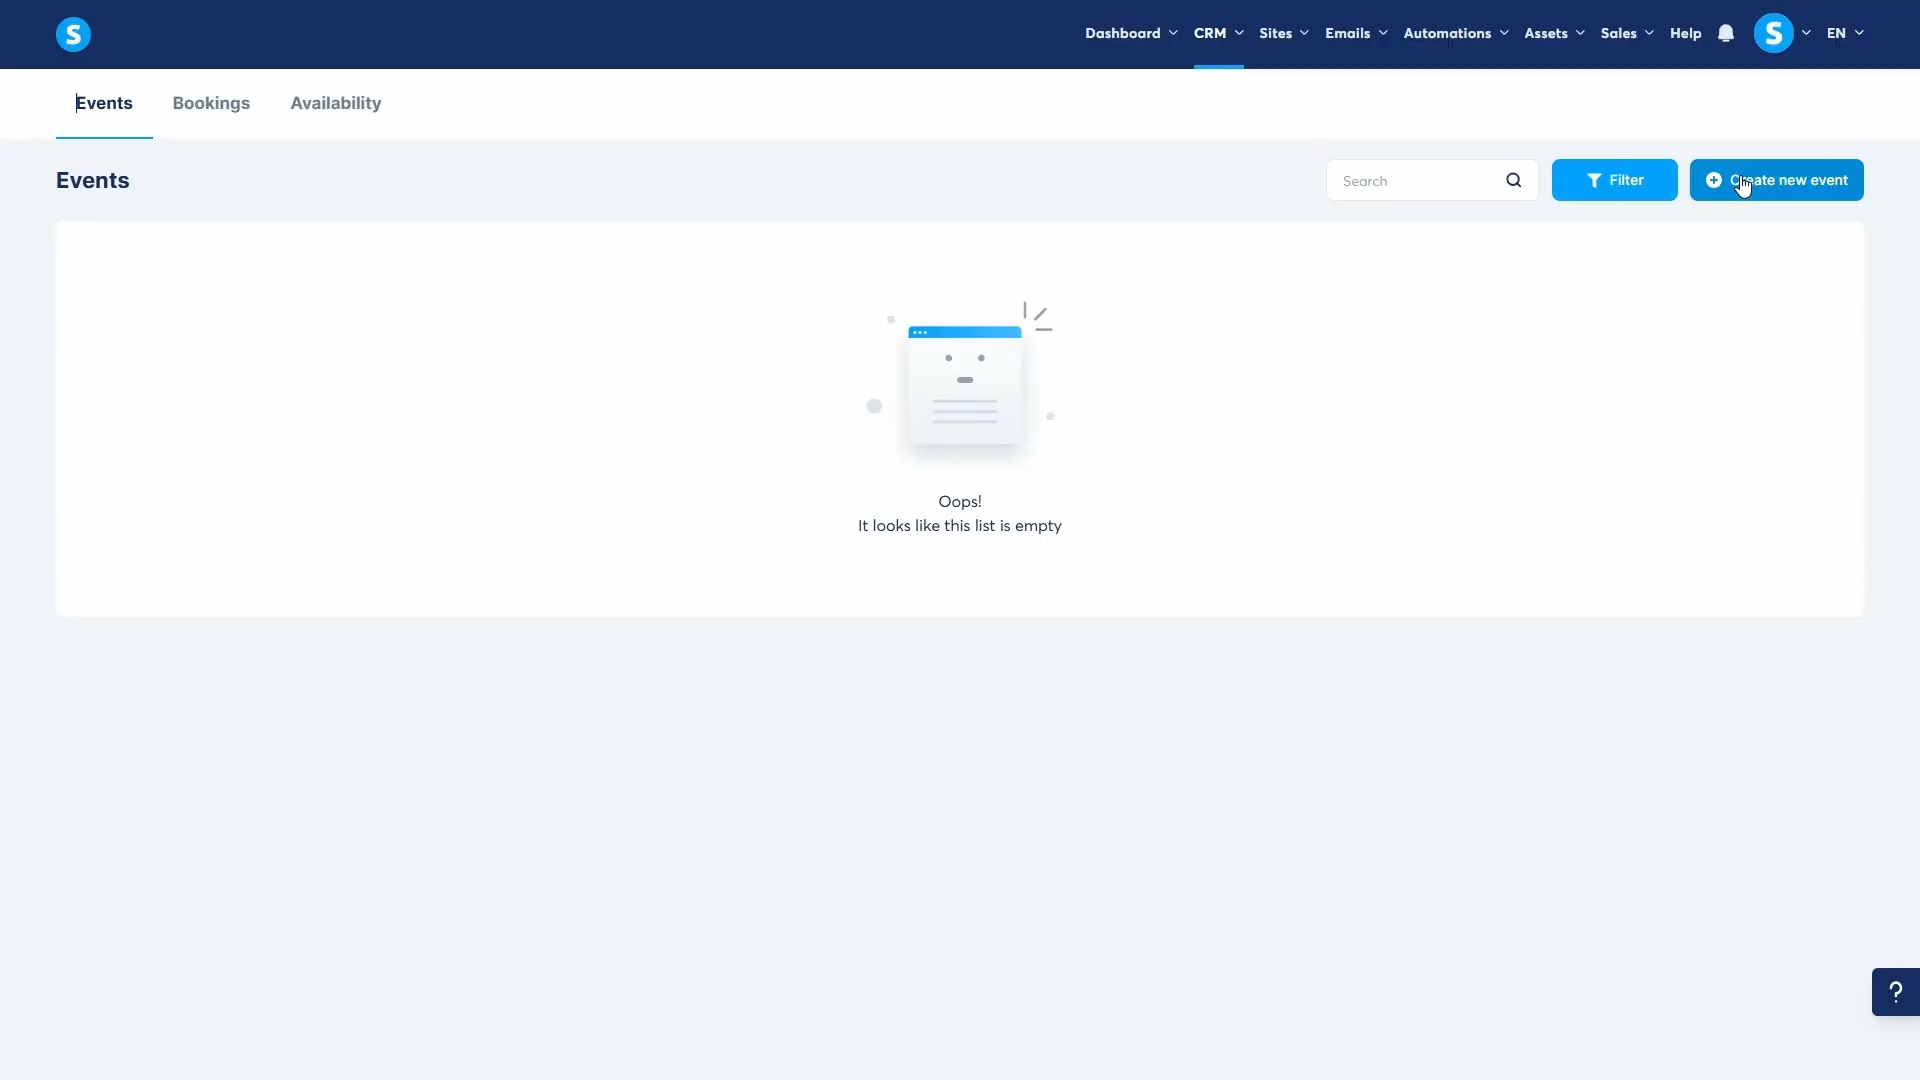 S
Dashboard CRM Sites Emails Automations Assets Sales Help S EN
Events Bookings Availability
Events
Search
Filter
Create new event
Oops!
It looks like this list is empty
?